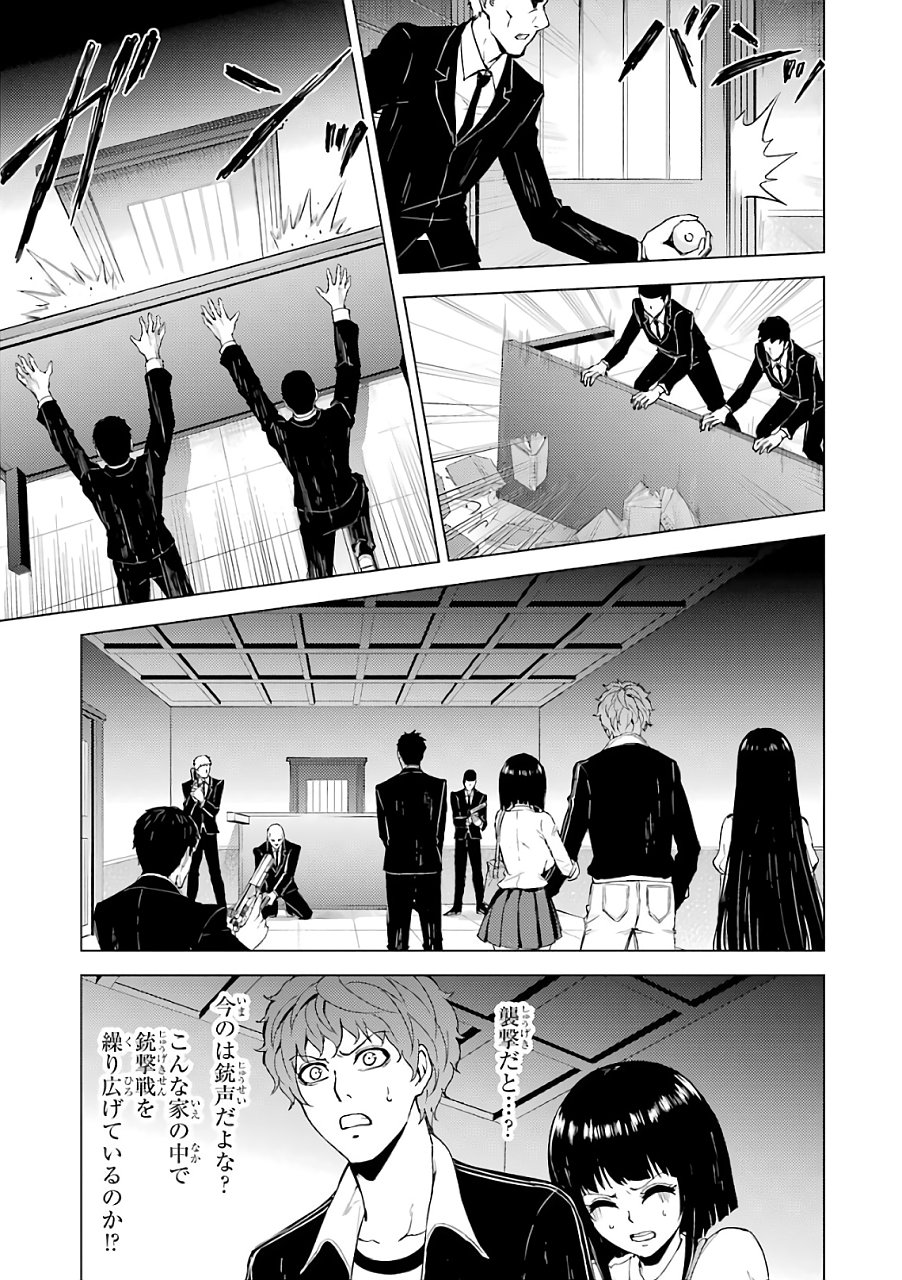 バン
ガンッ
襲撃だと…?
今のは銃声だよな?
こんな家の中で
銃撃戦を
繰り広げているのか!?